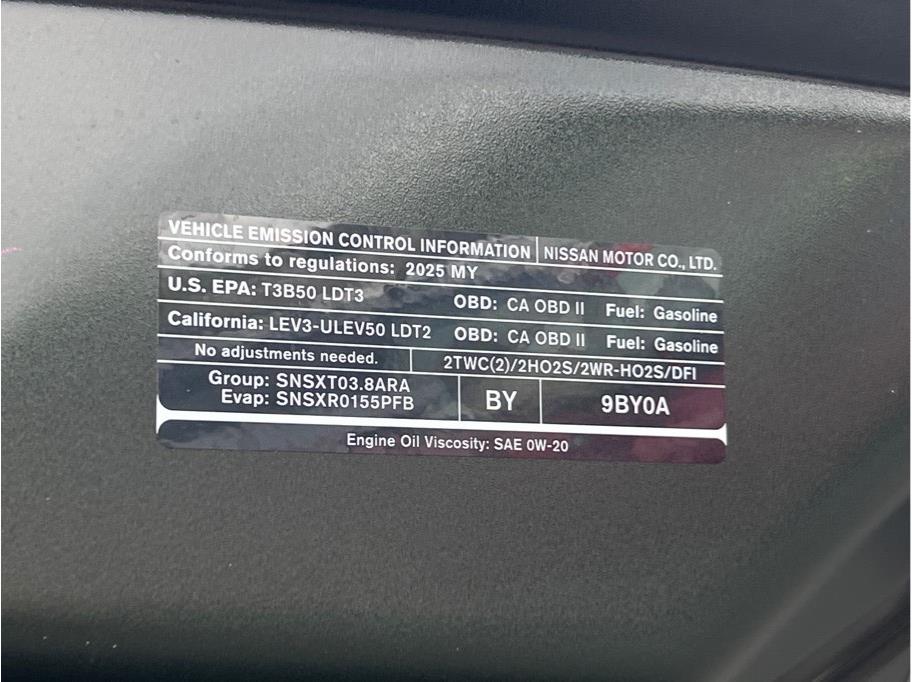 VEHICLE EMISSION CONTROL INFORMATION NISSAN MOTOR CO., LTD.
Conforms to regulations: 2025 MY
U.S. EPA: T3B50 LDT3 OBD: CA OBD II Fuel: Gasoline
California: LEV3-ULEV50 LDT2 OBD: CA OBD II Fuel: Gasoline
No adjustments needed. 2TWC(2)/2HO2S/2WR-HO2S/DFI
Group: SNSXT03.8ARA
Evap: SNSXR0155PFB BY 9BY0A
Engine Oil Viscosity: SAE 0W-20